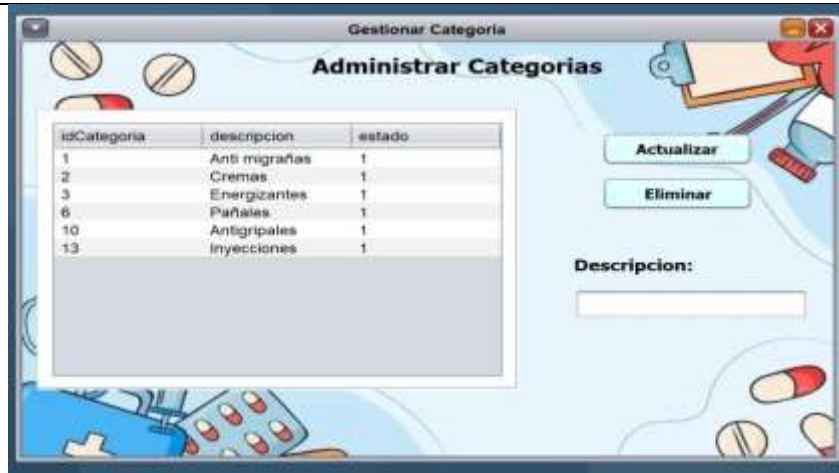 Gestionar Categoria
Administrar Categorias
idCategoria descripcion estado
1 Anti migrañas 1
2 Cremas 1
3 Energizantes 1
6 Pañales 1
10 Antigripales 1
13 Inyecciones 1
Actualizar
Eliminar
Descripcion: